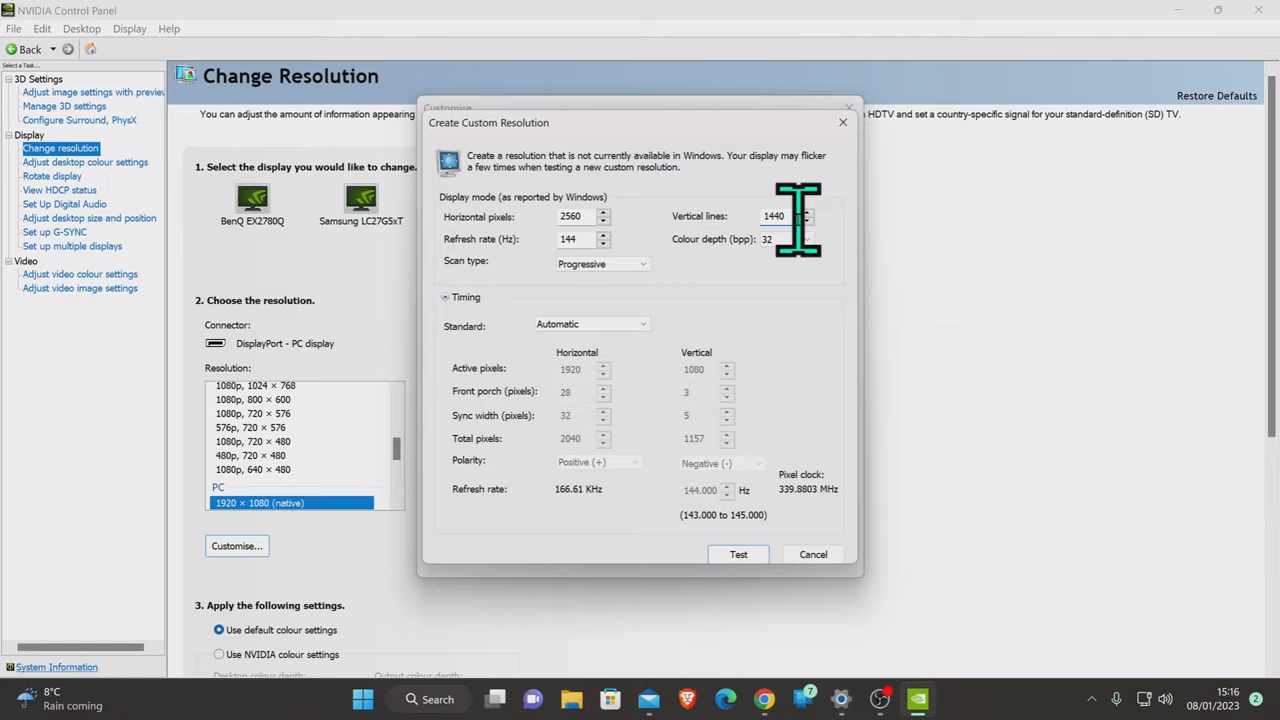 NVIDIA Control Panel
File Edit Desktop Display Help
Back
Select a Task...
3D Settings
Adjust image settings with preview
Manage 3D settings
Configure Surround, PhysX
Display
Change resolution
Adjust desktop colour settings
Rotate display
View HDCP status
Set Up Digital Audio
Adjust desktop size and position
Set up G-SYNC
Set up multiple displays
Video
Adjust video colour settings
Adjust video image settings
System Information
Change Resolution
Restore Defaults
You can adjust the amount of information appearing
HDTV and set a country-specific signal for your standard-definition (SD) TV.
1. Select the display you would like to change.
BenQ EX2780Q Samsung LC27G5xT
2. Choose the resolution.
Connector:
DisplayPort - PC display
Resolution:
1080p, 1024 × 768
1080p, 800 × 600
1080p, 720 × 576
576p, 720 × 576
1080p, 720 × 480
480p, 720 × 480
1080p, 640 × 480
PC
1920 × 1080 (native)
Customise...
3. Apply the following settings.
Use default colour settings
Use NVIDIA colour settings
Desktop colour depth: Output colour depth:
Customise
Create Custom Resolution
Create a resolution that is not currently available in Windows. Your display may flicker
a few times when testing a new custom resolution.
Display mode (as reported by Windows)
Horizontal pixels: 2560 Vertical lines: 1440
Refresh rate (Hz): 144 Colour depth (bpp): 32
Scan type: Progressive
Timing
Standard: Automatic
Horizontal Vertical
Active pixels: 1920 1080
Front porch (pixels): 28 3
Sync width (pixels): 32 5
Total pixels: 2040 1157
Polarity: Positive (+) Negative (-)
Pixel clock:
Refresh rate: 166.61 KHz 144.000 Hz 339.8803 MHz
(143.000 to 145.000)
Test Cancel
8°C
Rain coming
Search
7
15:16
08/01/2023
2